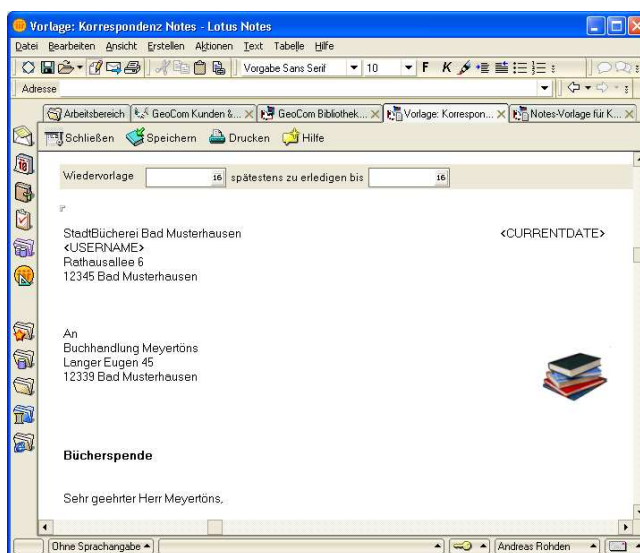 Vorlage: Korrespondenz Notes - Lotus Notes
Datei Bearbeiten Ansicht Erstellen Aktionen Text Tabelle Hilfe
Vorgabe Sans Serif 10 F K
Adresse
Arbeitsbereich GeoCom Kunden &... GeoCom Bibliothek... Vorlage: Korrespon... Notes-Vorlage für K...
Schließen Speichern Drucken Hilfe
Wiedervorlage 16 spätestens zu erledigen bis 16
StadtBücherei Bad Musterhausen <CURRENTDATE>
<USERNAME>
Rathausallee 6
12345 Bad Musterhausen
An
Buchhandlung Meyertöns
Langer Eugen 45
12339 Bad Musterhausen
Bücherspende
Sehr geehrter Herr Meyertöns,
Ohne Sprachangabe Andreas Rohden